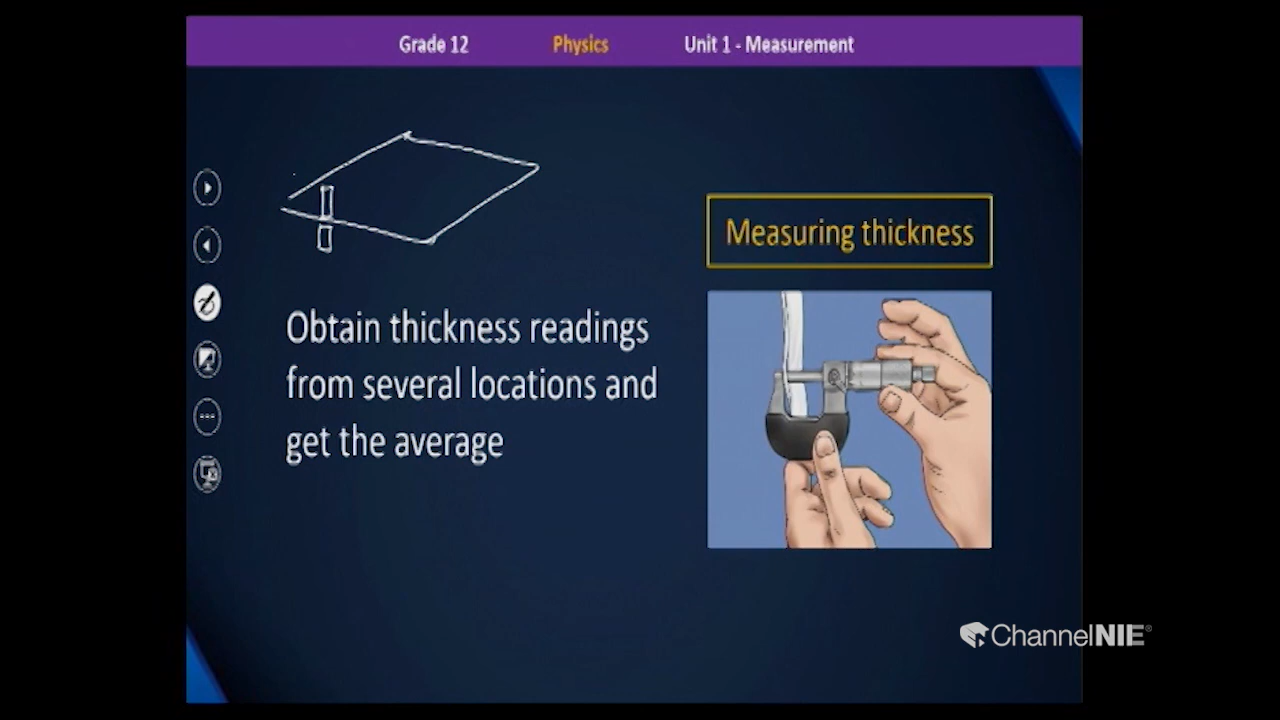 Grade 12 Physics Unit 1 - Measurement
Measuring thickness
Obtain thickness readings
from several locations and
get the average
ChannelNIE®